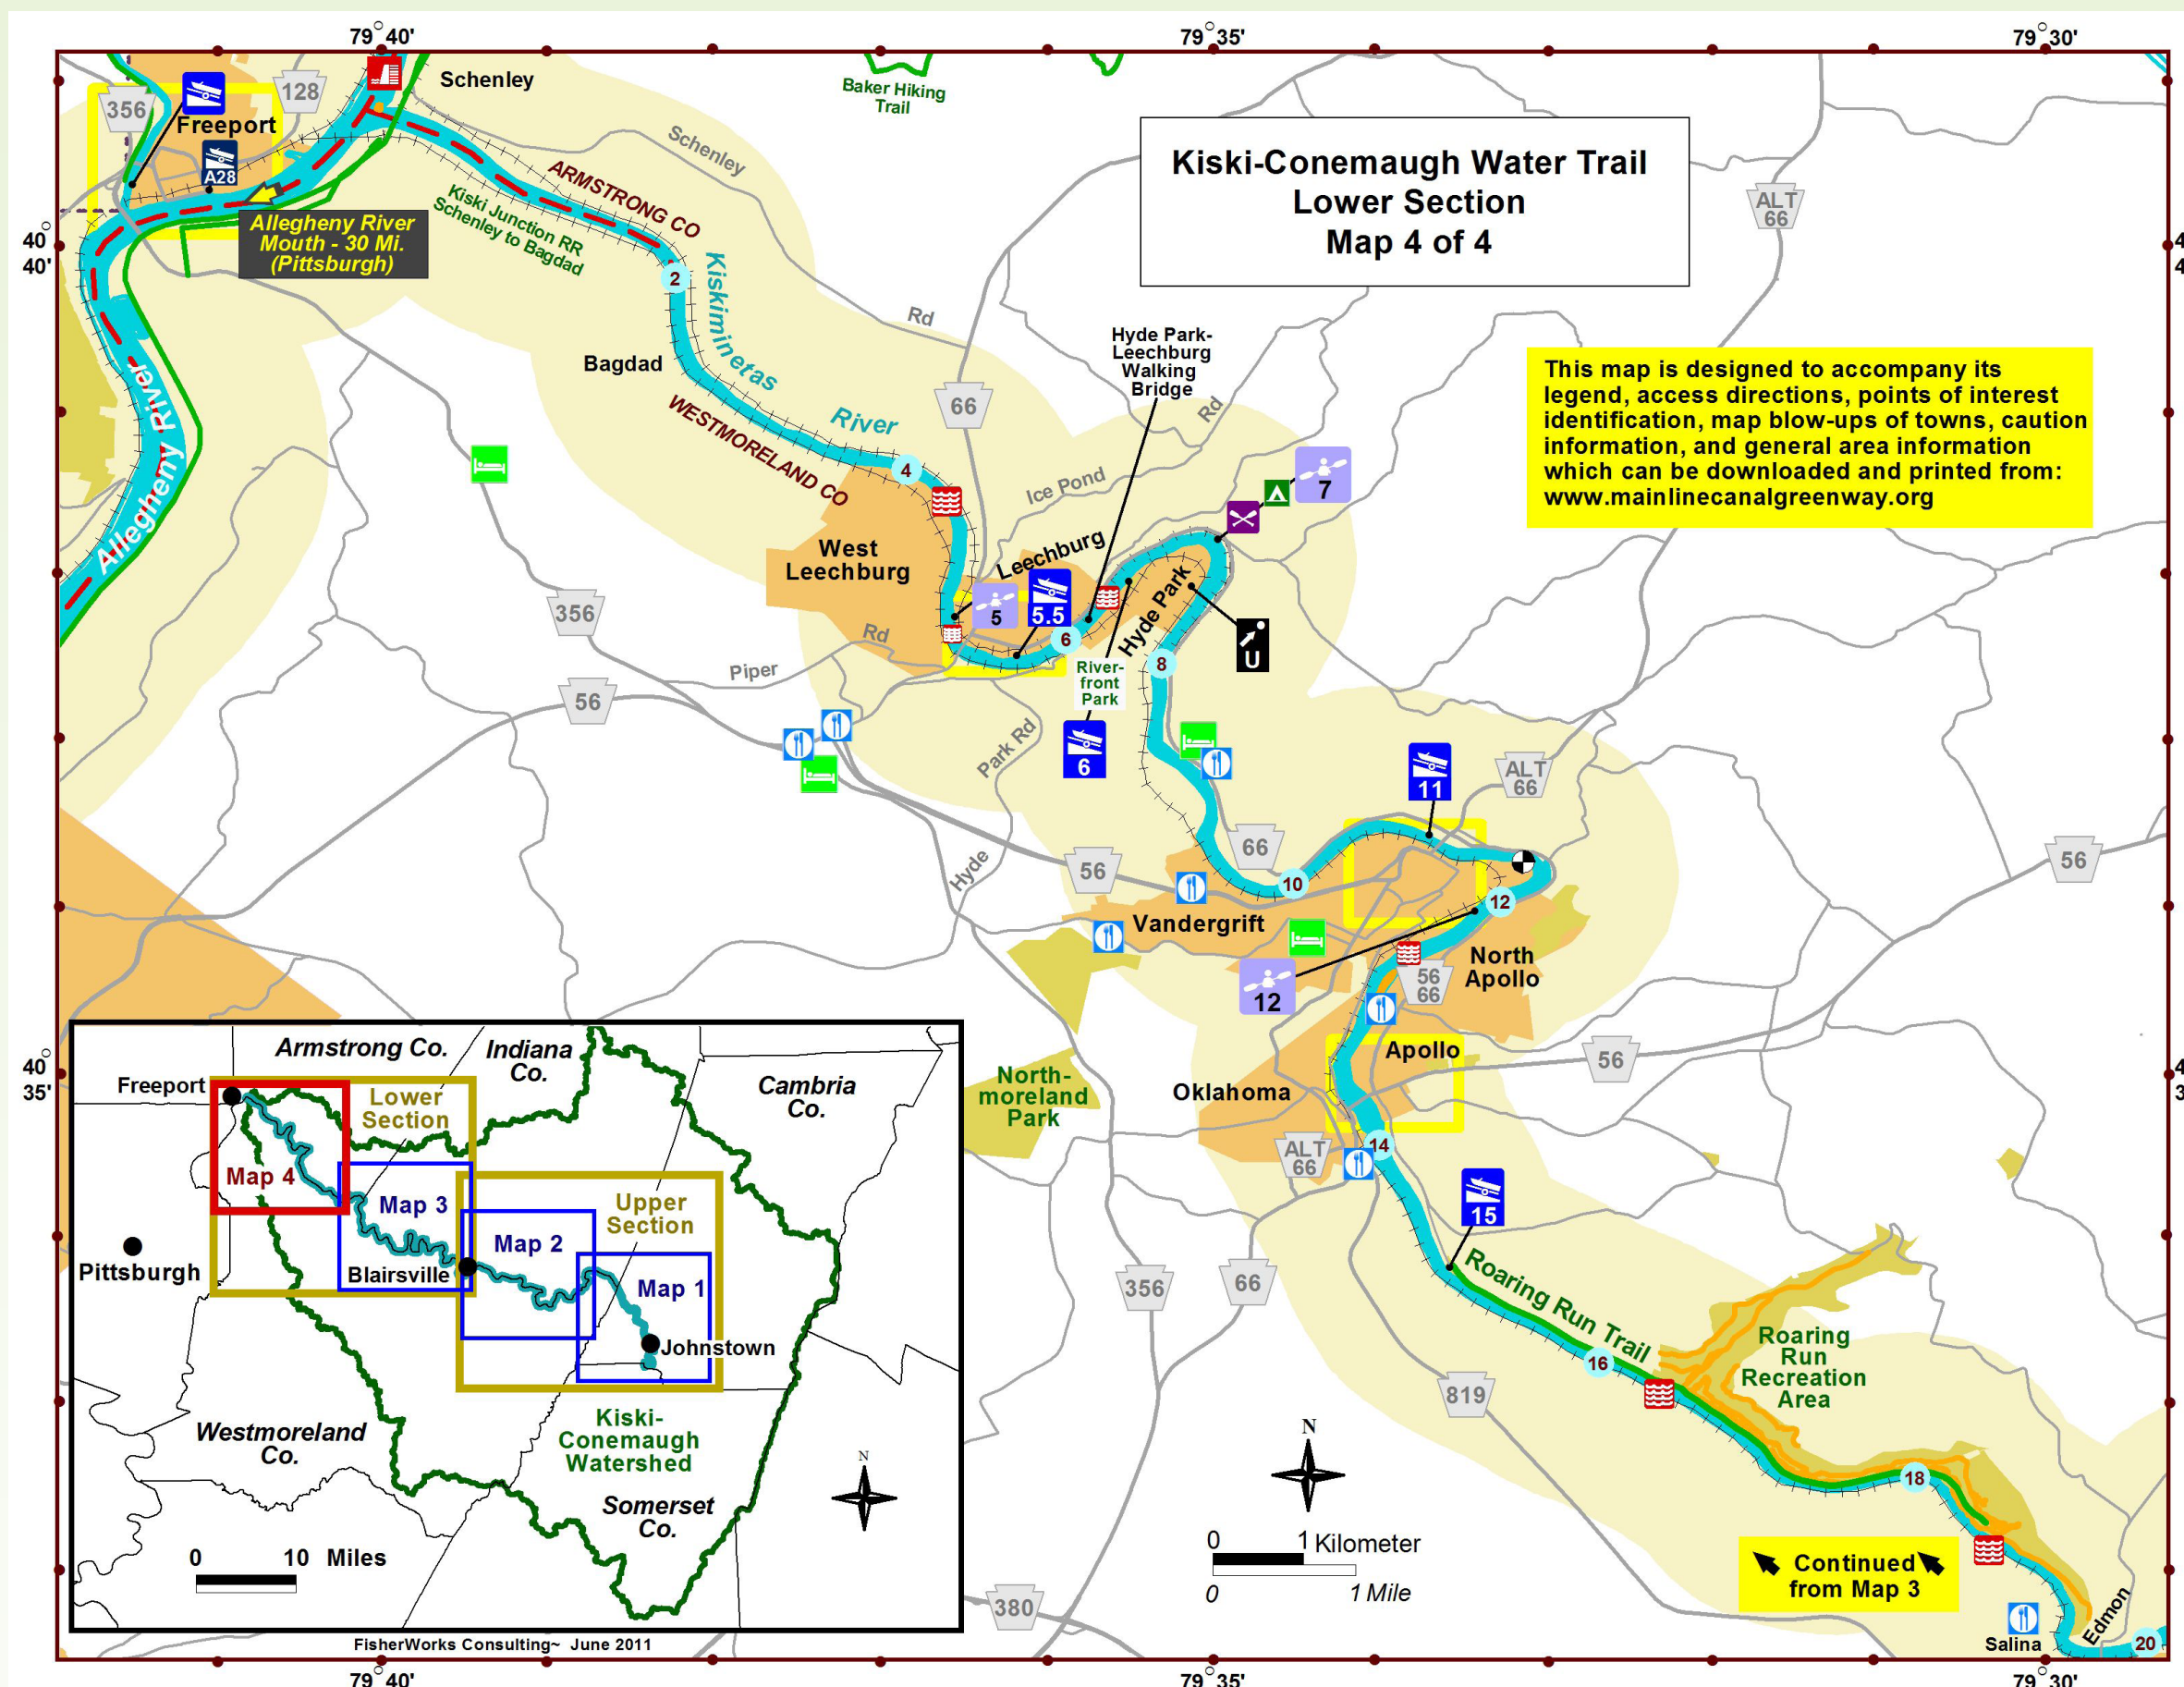 79°40'
79°35'
79°30'
Schenley
Baker Hiking
Trail
356
128
Freeport
A28
Schenley
Kiski-Conemaugh Water Trail
Lower Section
Map 4 of 4
ALT
66
ARMSTRONG CO
Kiski Junction RR
Schenley to Bagdad
Allegheny River
Mouth - 30 Mi.
(Pittsburgh)
40°
40'
2
Kiskiminetas
River
Rd
Bagdad
WESTMORELAND CO
Hyde Park-
Leechburg
Walking
Bridge
This map is designed to accompany its
legend, access directions, points of interest
identification, map blow-ups of towns, caution
information, and general area information
which can be downloaded and printed from:
www.mainlinecanalgreenway.org
66
Rd
Allegheny River
4
Ice Pond
7
West
Leechburg
Leechburg
5
5.5
Hyde Park
356
6
U
Rd
Piper
River-
front
Park
8
56
Park Rd
6
11
ALT
66
Hyde
56
66
56
10
12
Vandergrift
North
Apollo
12
56
66
40°
35'
North-
moreland
Park
Apollo
56
Oklahoma
ALT
66
14
15
Roaring Run Trail
356
66
16
Roaring
Run
Recreation
Area
819
18
N
0 1 Kilometer
0 1 Mile
Continued
from Map 3
380
Salina
Edmon
20
Armstrong Co.
Indiana
Co.
Cambria
Co.
Freeport
Lower
Section
Map 4
Map 3
Upper
Section
Map 2
Map 1
Pittsburgh
Blairsville
Johnstown
Westmoreland
Co.
Kiski-
Conemaugh
Watershed
Somerset
Co.
N
0 10 Miles
FisherWorks Consulting~ June 2011
79°40'
79°35'
79°30'